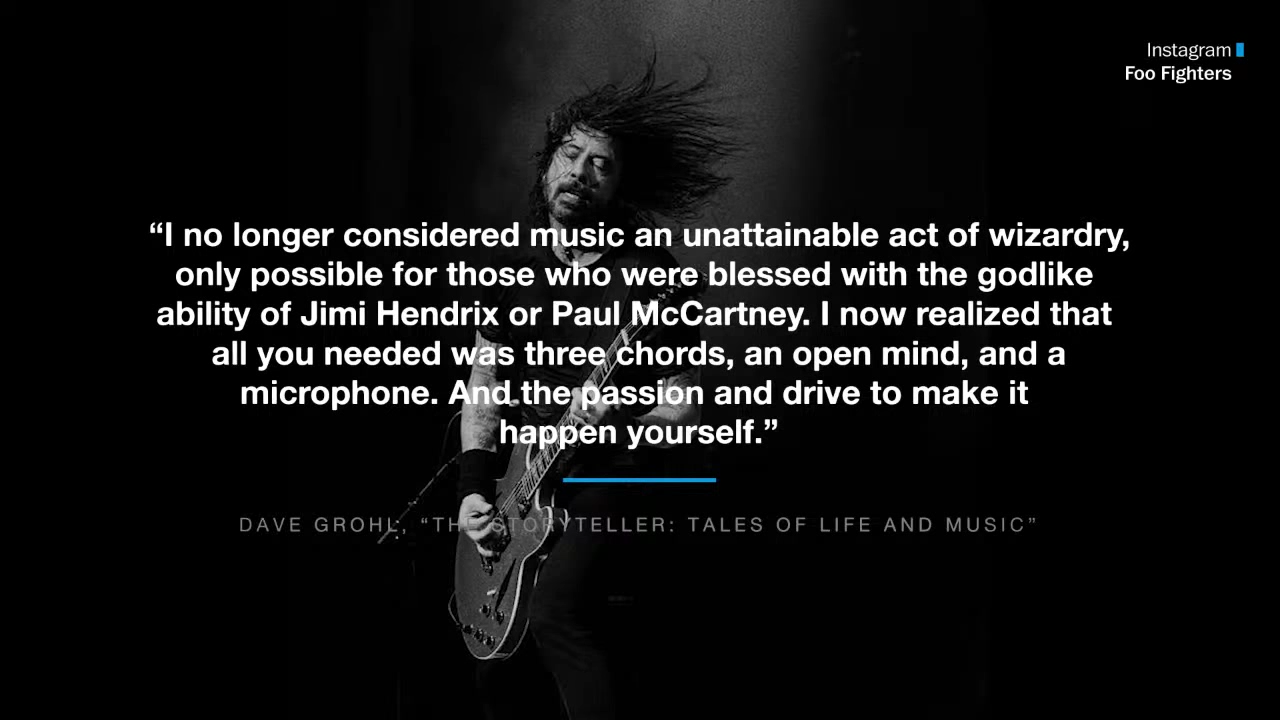 Instagram
Foo Fighters
“I no longer considered music an unattainable act of wizardry,
only possible for those who were blessed with the godlike
ability of Jimi Hendrix or Paul McCartney. I now realized that
all you needed was three chords, an open mind, and a
microphone. And the passion and drive to make it
happen yourself.”
DAVE GROHL, “THE STORYTELLER: TALES OF LIFE AND MUSIC”